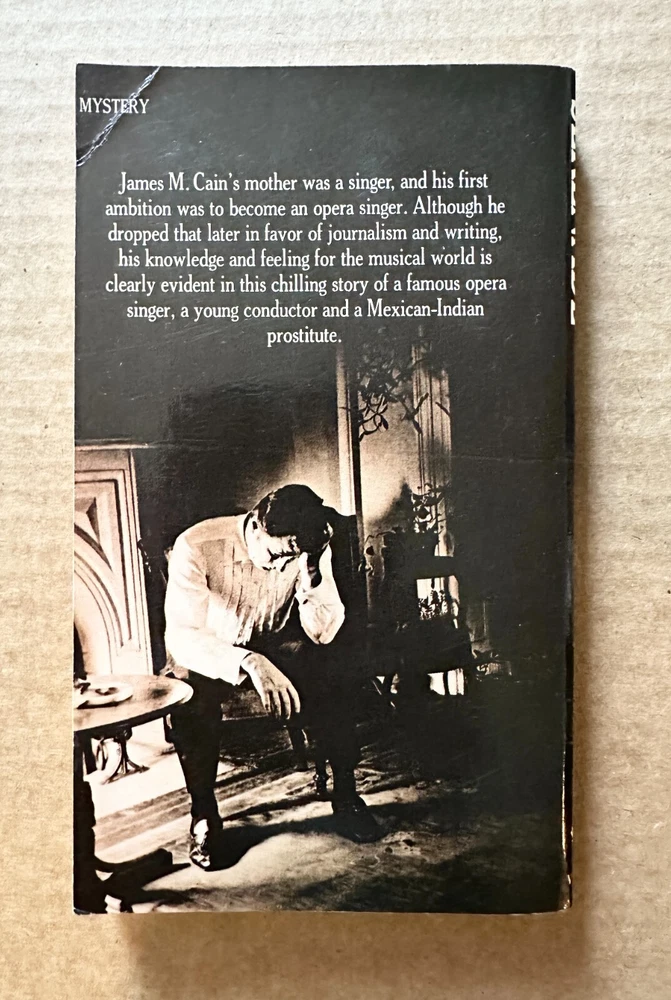 MYSTERY
James M. Cain's mother was a singer, and his first
ambition was to become an opera singer. Although he
dropped that later in favor of journalism and writing,
his knowledge and feeling for the musical world is
clearly evident in this chilling story of a famous opera
singer, a young conductor and a Mexican-Indian
prostitute.